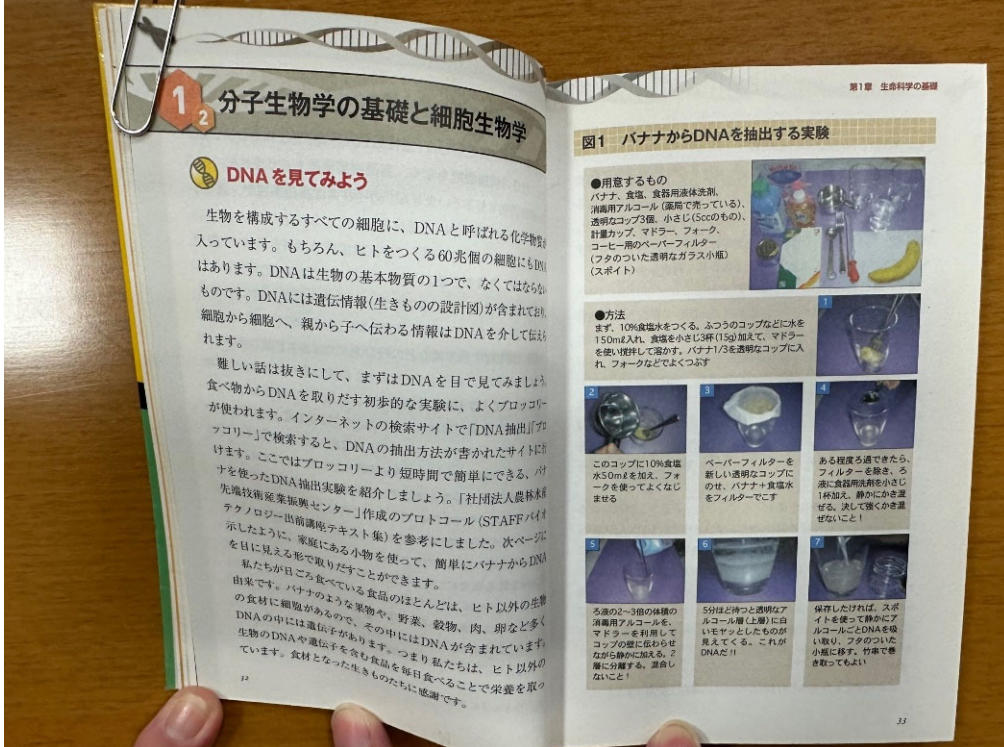 1
2
分子生物学の基礎と細胞生物学
DNAを見てみよう
生物を構成するすべての細胞に、DNAと呼ばれる化学物質が
入っています。もちろん、ヒトをつくる60兆個の細胞にもDNA
はあります。DNAは生物の基本物質の1つで、なくてはならない
ものです。DNAには遺伝情報(生きものの設計図)が含まれており、
細胞から細胞へ、親から子へ伝わる情報はDNAを介して伝えら
れます。
難しい話は抜きにして、まずはDNAを目で見てみましょう。
食べ物からDNAを取りだす初歩的な実験に、よくブロッコリー
が使われます。インターネットの検索サイトで「DNA抽出」「ブロ
ッコリー」で検索すると、DNAの抽出方法が書かれたサイトに
けます。ここではブロッコリーより短時間で簡単にできる、バナ
ナを使ったDNA抽出実験を紹介しましょう。「社団法人農林水産
先端技術産業振興センター」作成のプロトコール(STAFFバイオ
テクノロジー出前講座テキスト集)を参考にしました。次ページに
示したように、家庭にある小物を使って、簡単にバナナからDNA
を目に見える形で取りだすことができます。
私たちが日ごろ食べている食品のほとんどは、ヒト以外の生物
由来です。バナナのような果物や、野菜、穀物、肉、卵など多く
の食材に細胞があるので、その中にはDNAが含まれています。
DNAの中には遺伝子があります。つまり私たちは、ヒト以外の
生物のDNAや遺伝子を含む食品を毎日食べることで栄養を取っ
ています。食材となった生きものたちに感謝です。
32
第1章 生命科学の基礎
図1 バナナからDNAを抽出する実験
●用意するもの
バナナ、食塩、食器用液体洗剤、
消毒用アルコール(薬局で売っている)、
透明なコップ3個、小さじ(5ccのもの)、
計量カップ、マドラー、フォーク、
コーヒー用のペーパーフィルター
(フタのついた透明なガラス小瓶)
(スポイト)
●方法
まず、10%食塩水をつくる。ふつうのコップなどに水を
150mℓ入れ、食塩を小さじ3杯(15g)加えて、マドラー
を使い撹拌して溶かす。バナナ1/3を透明なコップに入
れ、フォークなどでよくつぶす
1
2
このコップに10%食塩
水50mℓを加え、フォ
ークを使ってよくなじ
ませる
3
ペーパーフィルターを
新しい透明なコップに
のせ、バナナ+食塩水
をフィルターでこす
4
ある程度ろ過できたら、
フィルターを除き、ろ
液に食器用洗剤を小さじ
1杯加え、静かにかき混
ぜる。決して強くかき混
ぜないこと!
5
ろ液の2〜3倍の体積の
消毒用アルコールを、
マドラーを利用して
コップの壁に伝わらせ
ながら静かに加える。2
層に分離する。混合し
ないこと!
6
5分ほど待つと透明なア
ルコール層(上層)に白
いモヤッとしたものが
見えてくる。これが
DNAだ!!
7
保存したければ、スポ
イトを使って静かにア
ルコールごとDNAを吸
い取り、フタのついた
小瓶に移す。竹串で巻
き取ってもよい
33